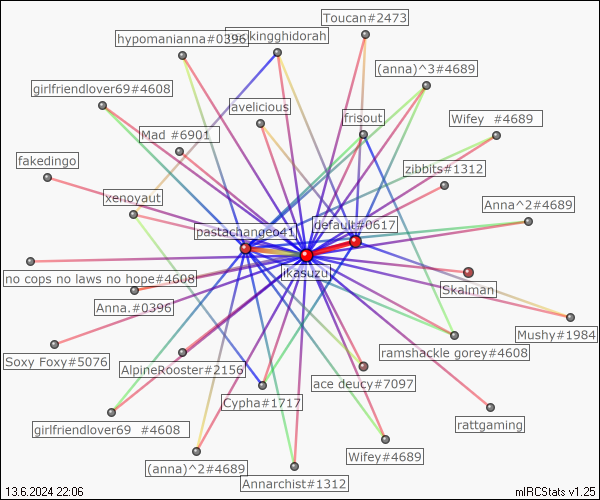 Toucan#2473
hypomanianna#0396
kingghidorah
(anna)^3#4689
girlfriendlover69#4608
avelicious
frisout
Wifey #4689
Mad #6901
fakedingo
zibbits#1312
xenoyaut
Anna^2#4689
default#0617
pastachangeo41
ikasuzu
no cops no laws no hope#4608
Skalman
Anna.#0396
Mushy#1984
ramshackle gorey#4608
Soxy Foxy#5076
AlpineRooster#2156
ace deucy#7097
Cypha#1717
rattgaming
girlfriendlover69 #4608
Wifey#4689
(anna)^2#4689
Annarchist#1312
13.6.2024 22:06
mIRCStats v1.25